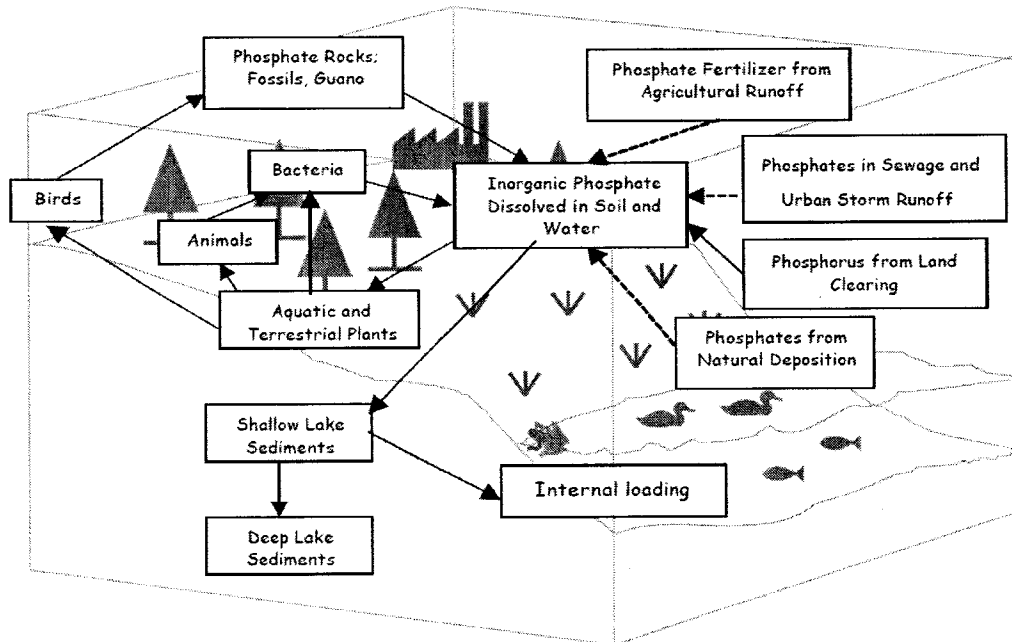 Phosphate Rocks;
Fossils, Guano
Phosphate Fertilizer from
Agricultural Runoff
Bacteria
Inorganic Phosphate
Dissolved in Soil and
Water
Phosphates in Sewage and
Urban Storm Runoff
Birds
Animals
Phosphorus from Land
Clearing
Aquatic and
Terrestrial Plants
Phosphates from
Natural Deposition
Shallow Lake
Sediments
Internal loading
Deep Lake
Sediments